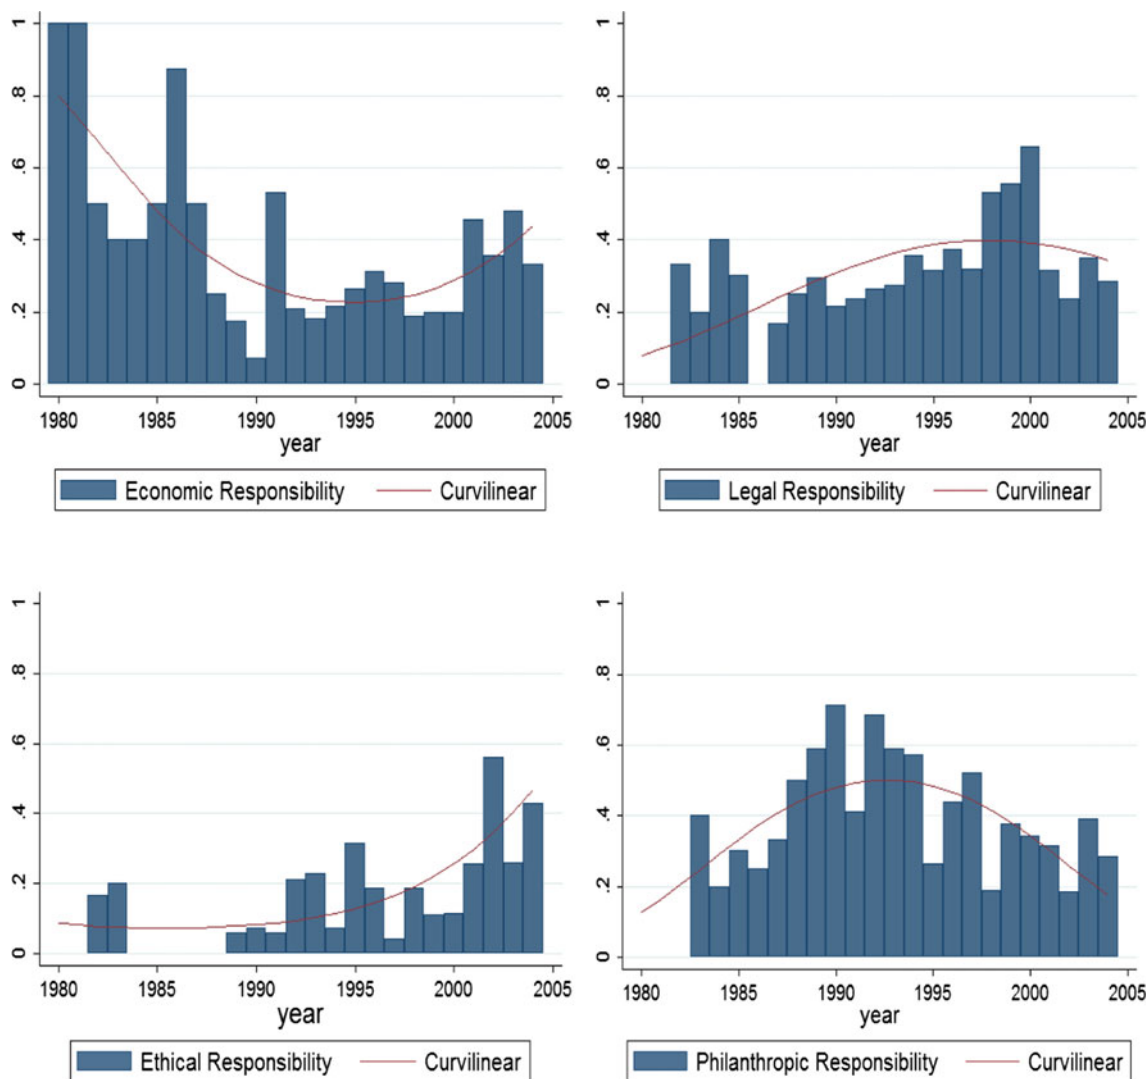 1
.8
.6
.4
.2
0
1980 1985 1990 1995 2000 2005
year
Economic Responsibility Curvilinear
1
.8
.6
.4
.2
0
1980 1985 1990 1995 2000 2005
year
Legal Responsibility Curvilinear
1
.8
.6
.4
.2
0
1980 1985 1990 1995 2000 2005
year
Ethical Responsibility Curvilinear
1
.8
.6
.4
.2
0
1980 1985 1990 1995 2000 2005
year
Philanthropic Responsibility Curvilinear